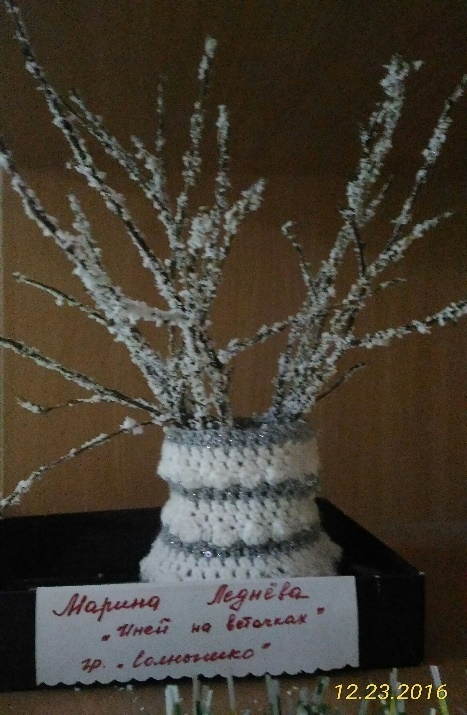 Марина Леднёва
"Иней на веточках"
гр. "Солнышко"
12.23.2016